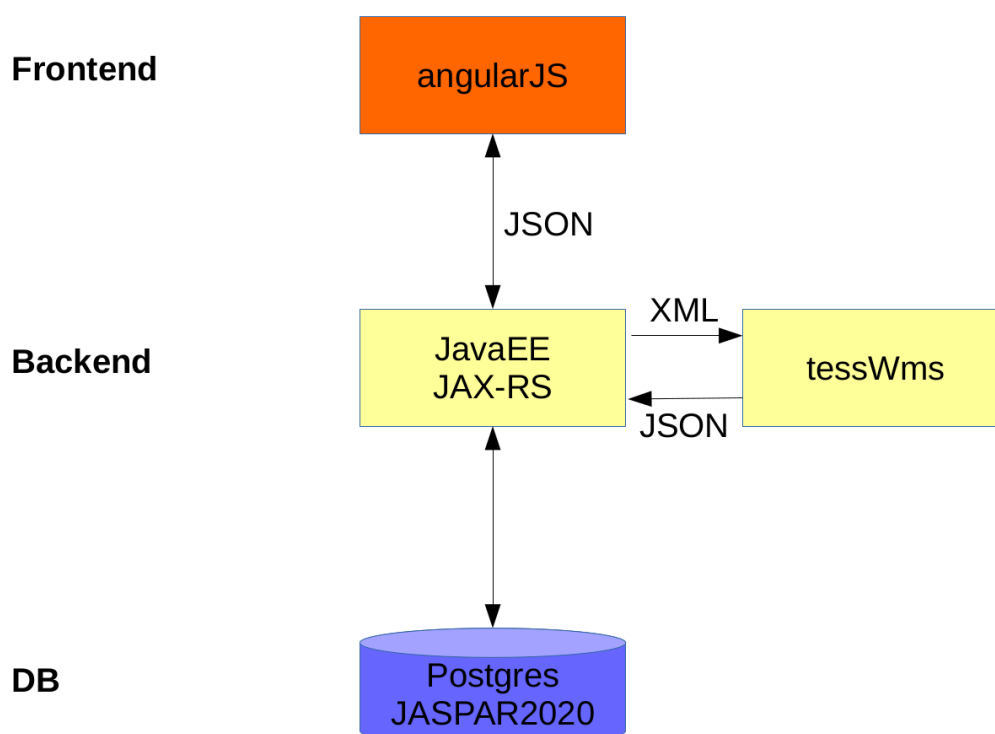 Frontend
angularJS
JSON
Backend
JavaEE
JAX-RS
XML
JSON
tessWms
DB
Postgres
JASPAR2020